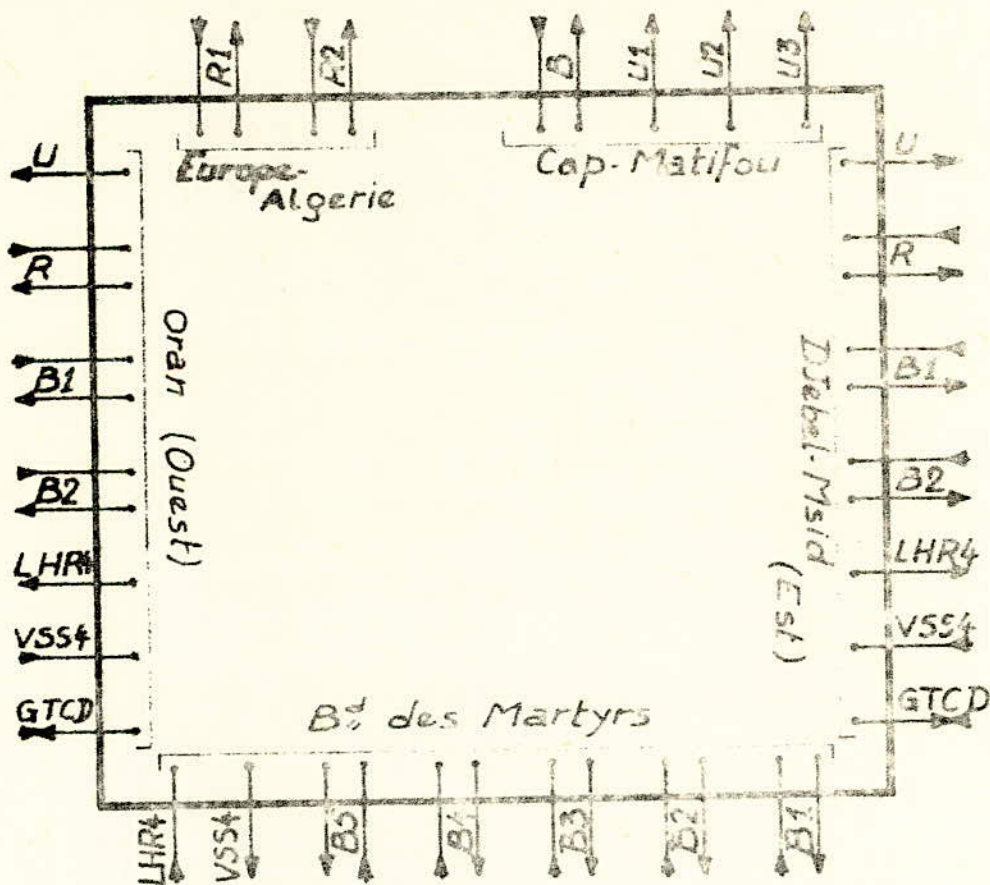 R1
R2
B
U1
U2
U3
Europe-
Algerie
Cap-Matifou
U
R
B1
B2
LHR4
VSS4
GTCD
Oran (Ouest)
DJebel-Msid
(Est)
U
R
B1
B2
LHR4
VSS4
GTCD
Bd des Martyrs
LHR4
VSS4
B5
B4
B3
B2
B1